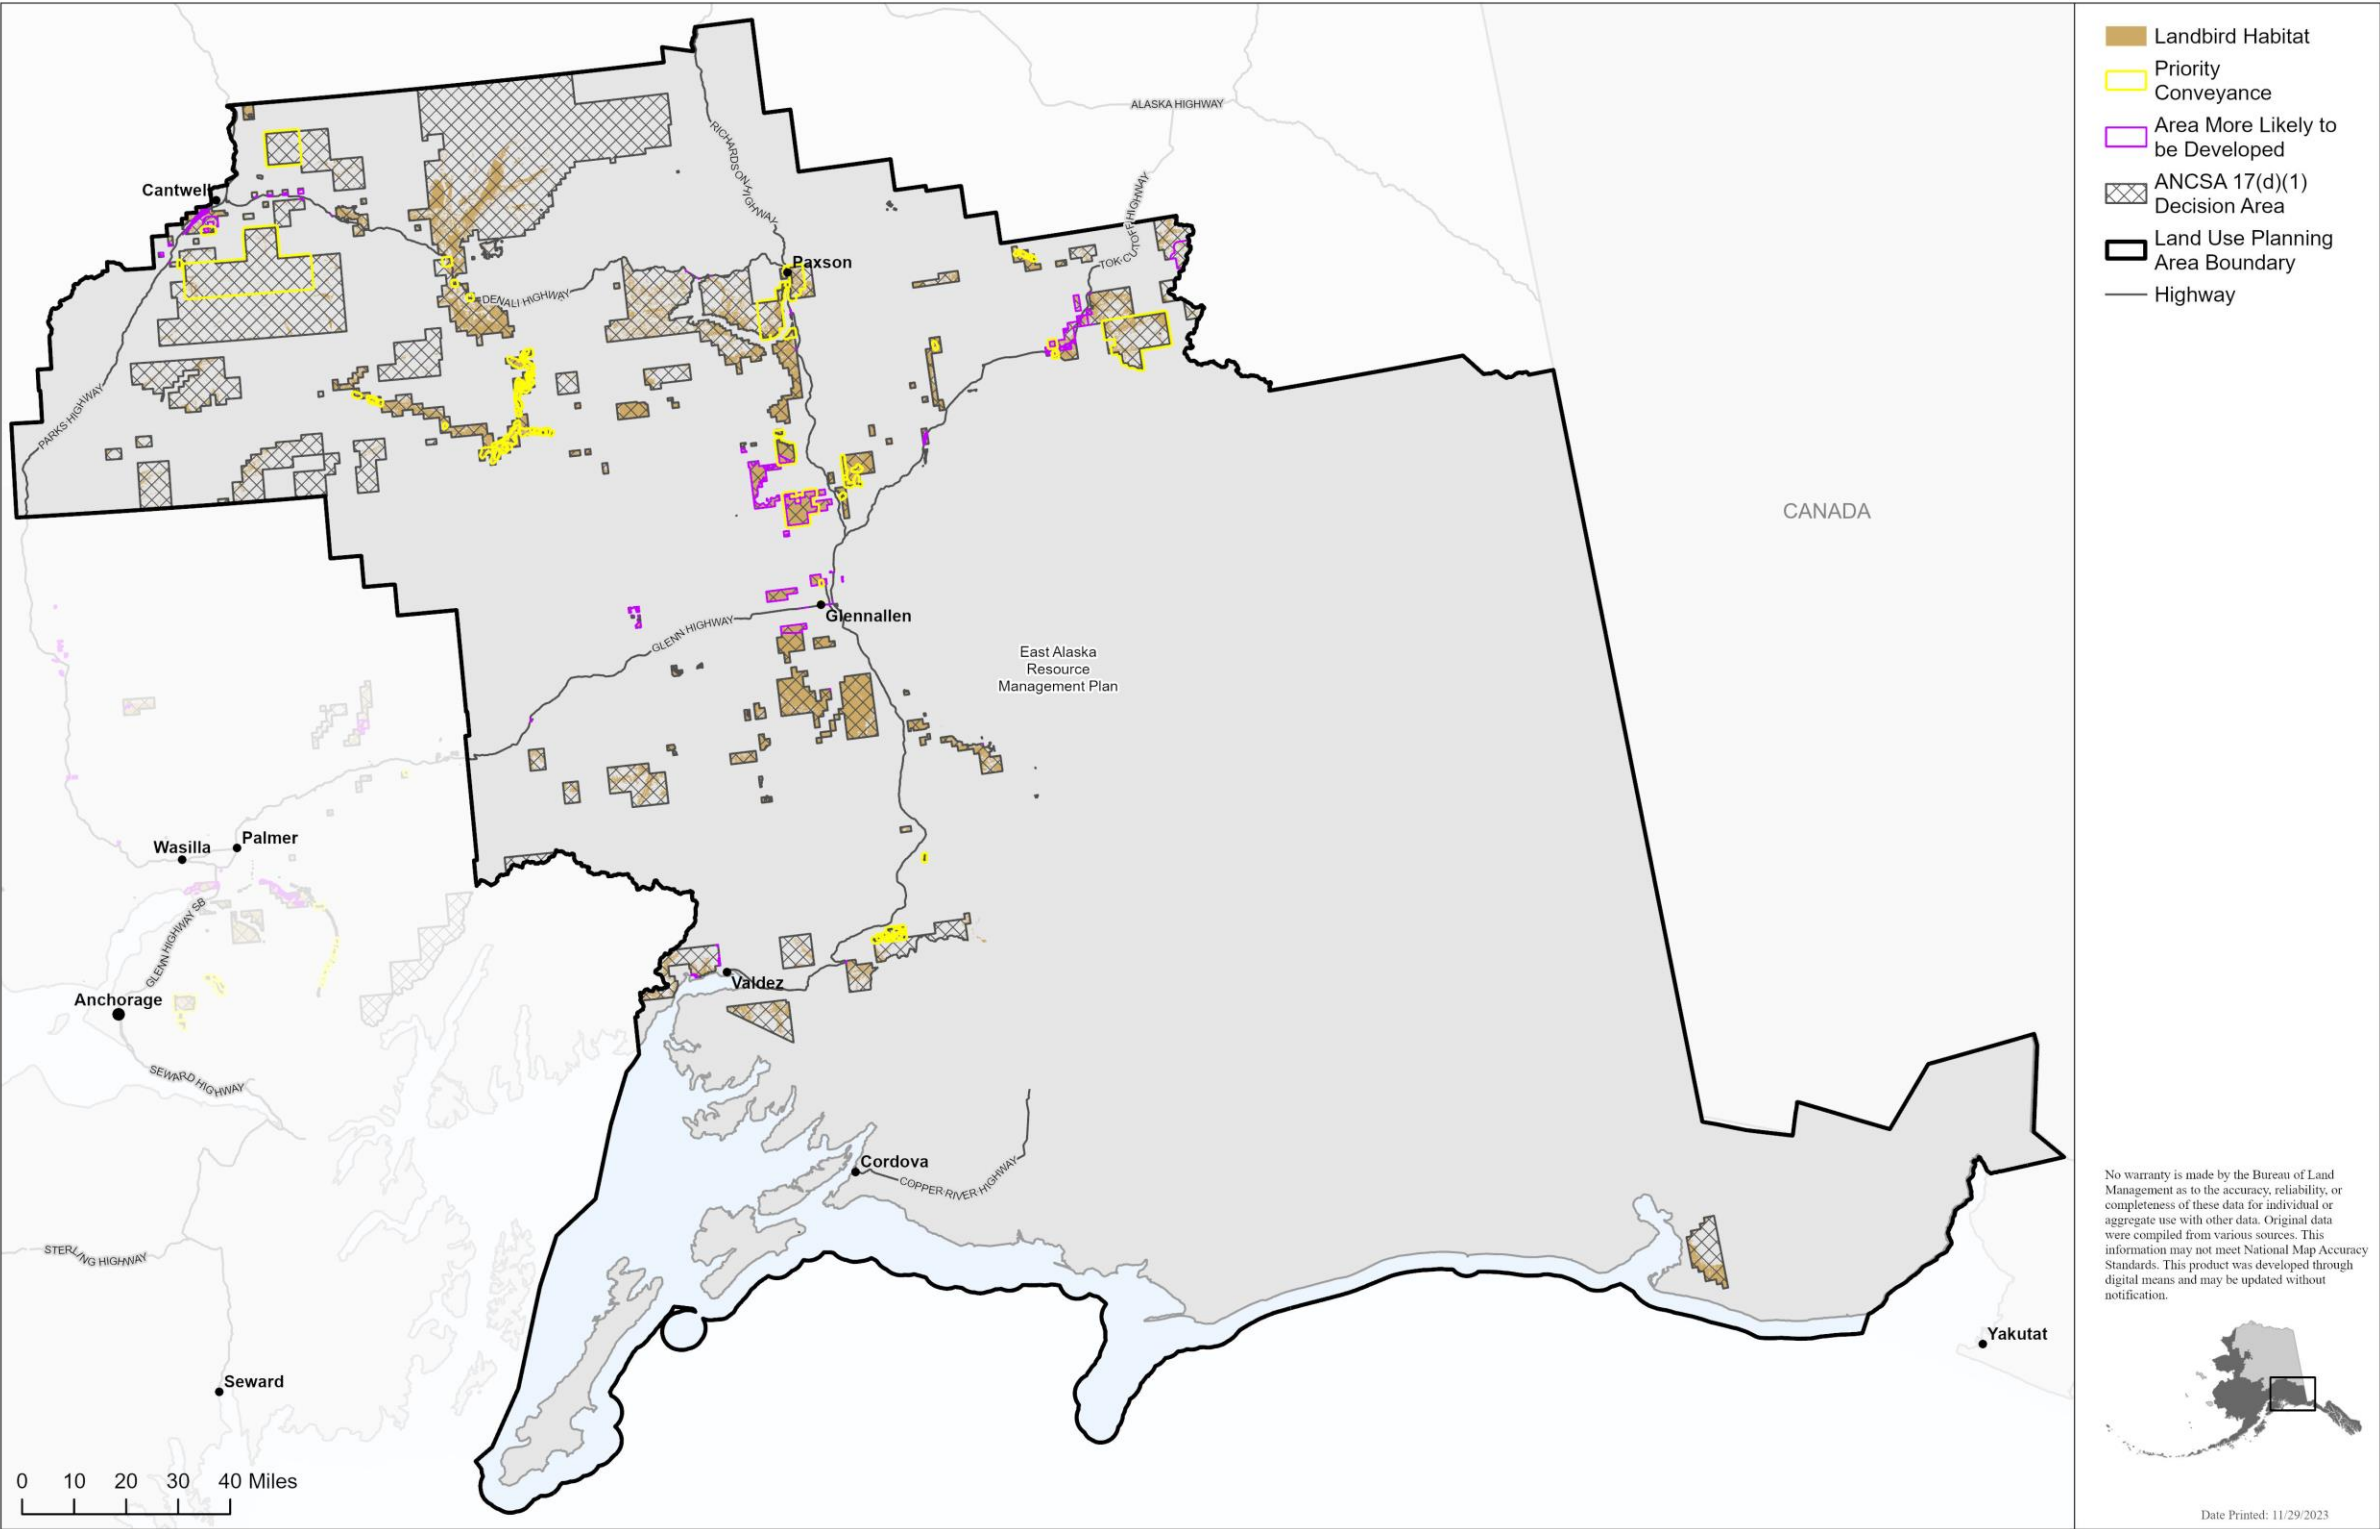 ALASKA HIGHWAY
RICHARDSON HIGHWAY
Cantwell
TOK CUTOFF HIGHWAY
Paxson
DENALI HIGHWAY
PARKS HIGHWAY
CANADA
Glennallen
GLENN HIGHWAY
East Alaska
Resource
Management Plan
Wasilla
Palmer
GLENN HIGHWAY SB
Valdez
Anchorage
SEWARD HIGHWAY
Cordova
COPPER RIVER HIGHWAY
STERLING HIGHWAY
Yakutat
Seward
0 10 20 30 40 Miles
Landbird Habitat
Priority
Conveyance
Area More Likely to
be Developed
ANCSA 17(d)(1)
Decision Area
Land Use Planning
Area Boundary
Highway
No warranty is made by the Bureau of Land
Management as to the accuracy, reliability, or
completeness of these data for individual or
aggregate use with other data. Original data
were compiled from various sources. This
information may not meet National Map Accuracy
Standards. This product was developed through
digital means and may be updated without
notification.
Date Printed: 11/29/2023